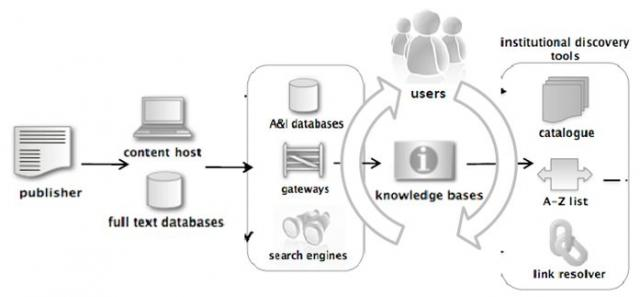 institutional discovery
tools
users
A&I databases
catalogue
content host
publisher
gateways
knowledge bases
A-Z list
full text databases
search engines
link resolver